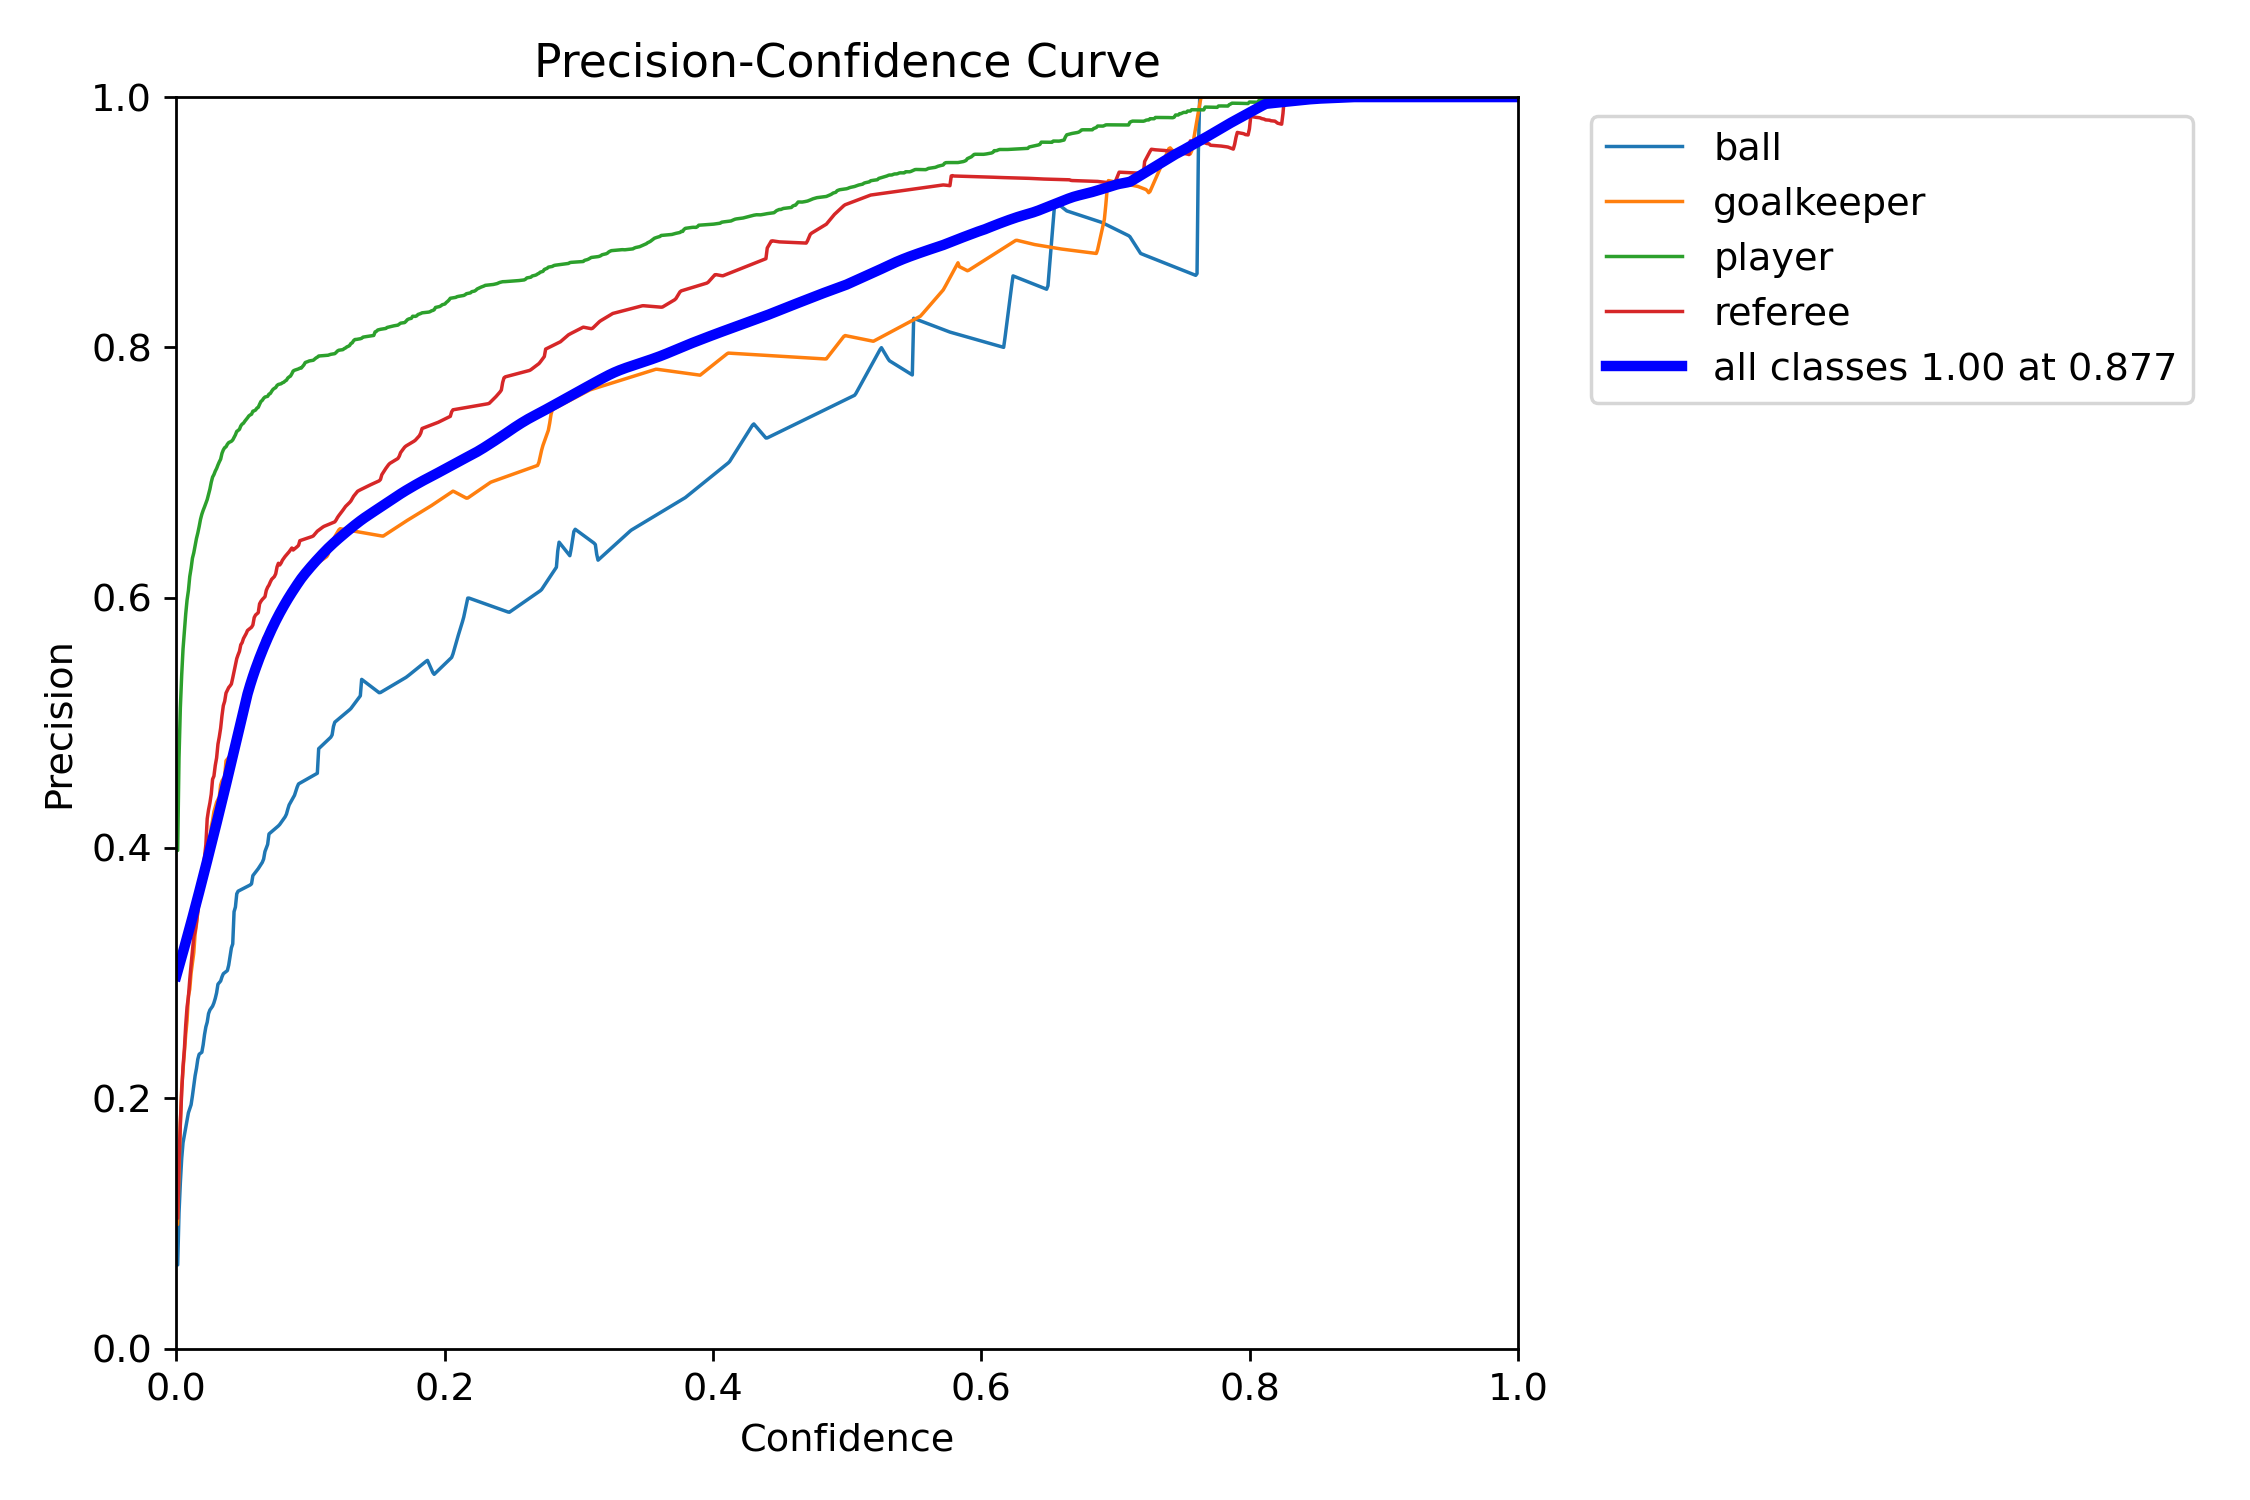 Precision-Confidence Curve
1.0
0.8
0.6
0.4
0.2
0.0
Precision
0.0 0.2 0.4 0.6 0.8 1.0
Confidence
ball
goalkeeper
player
referee
all classes 1.00 at 0.877